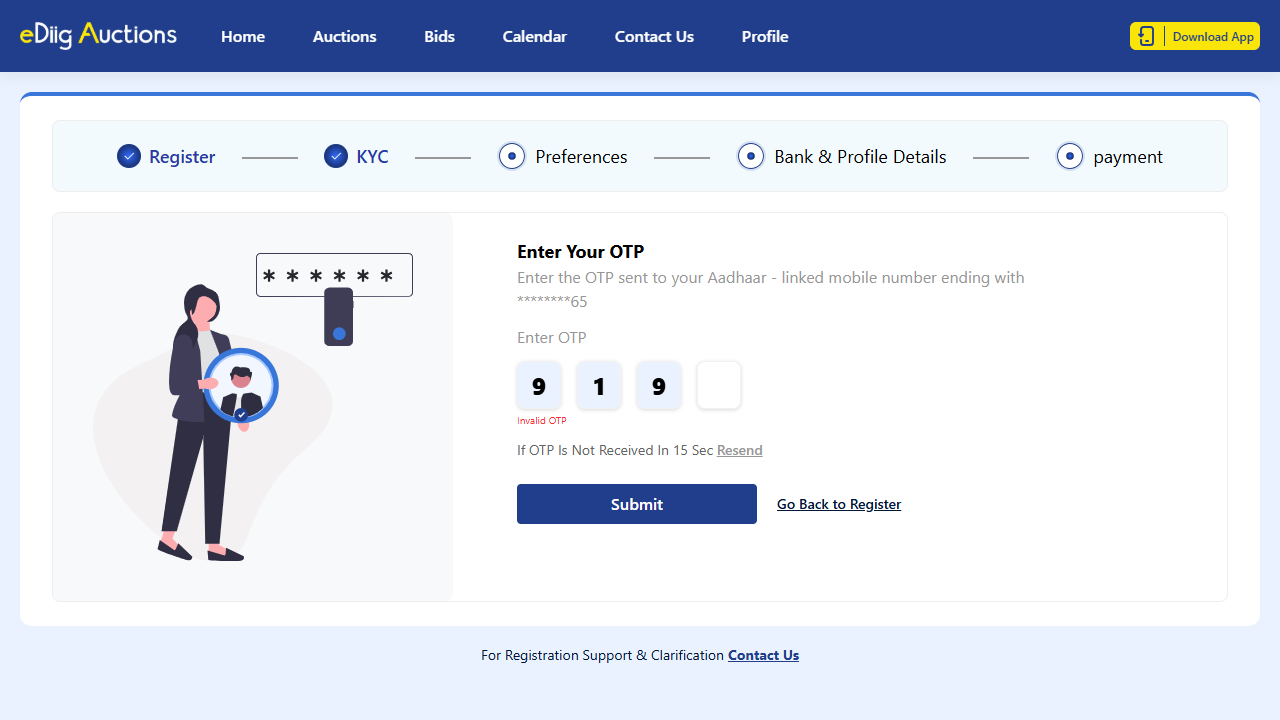 eDiig Auctions Home Auctions Bids Calendar Contact Us Profile Download App
Register KYC Preferences Bank & Profile Details payment
* * * * * *
Enter Your OTP
Enter the OTP sent to your Aadhaar - linked mobile number ending with
********65
Enter OTP
9 1 9
Invalid OTP
If OTP Is Not Received In 15 Sec Resend
Submit Go Back to Register
For Registration Support & Clarification Contact Us